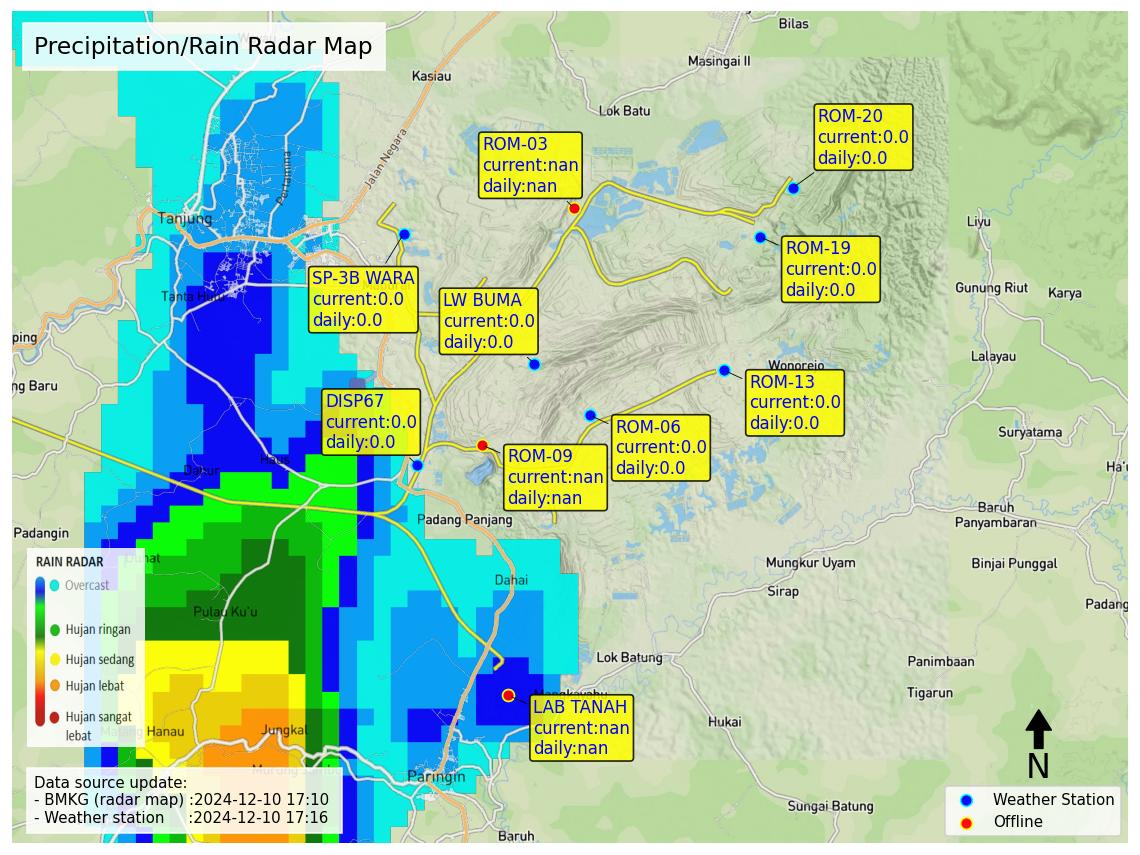 Precipitation/Rain Radar Map
Bilas
Masingai II
Kasiau
Lok Batu
Jalan Negara
Pertamina
Tanjung
Tanta Hulu
ROM-20
current:0.0
daily:0.0
ROM-03
current:nan
daily:nan
ROM-19
current:0.0
daily:0.0
SP-3B WARA
current:0.0
daily:0.0
LW BUMA
current:0.0
daily:0.0
Liyu
Gunung Riut
Karya
Lalayau
Wonorejo
ping
ng Baru
ROM-13
current:0.0
daily:0.0
DISP67
current:0.0
daily:0.0
ROM-06
current:0.0
daily:0.0
ROM-09
current:nan
daily:nan
Suryatama
Ha'u
Dahur
Haus
Padangin
Padang Panjang
Baruh
Panyambaran
Binjai Punggal
Mungkur Uyam
Sirap
Padang
Dahai
Pulau Ku'u
RAIN RADAR
Overcast
Hujan ringan
Hujan sedang
Hujan lebat
Hujan sangat
lebat
Lok Batung
Panimbaan
Tigarun
Hukai
LAB TANAH
current:nan
daily:nan
Hanau
Jungkal
Paringin
Sungai Batung
Baruh
Data source update:
- BMKG (radar map) :2024-12-10 17:10
- Weather station :2024-12-10 17:16
N
Weather Station
Offline